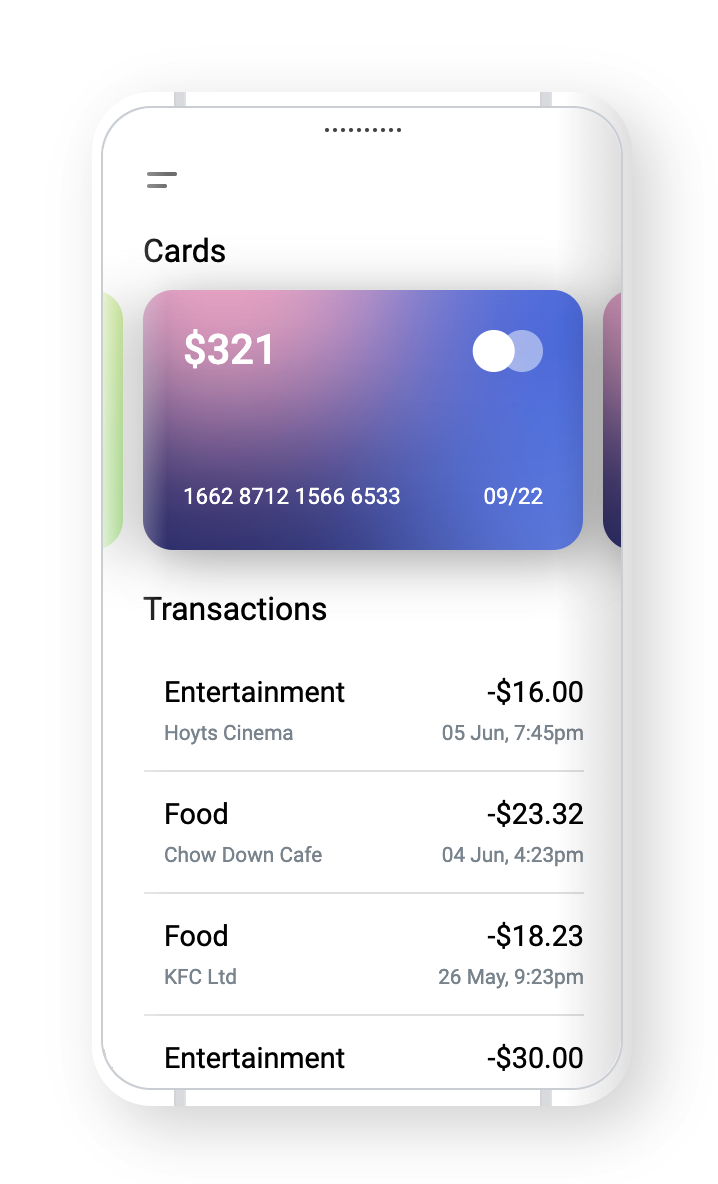 Cards
$321
1662 8712 1566 6533 09/22
Transactions
Entertainment -$16.00
Hoyts Cinema 05 Jun, 7:45pm
Food -$23.32
Chow Down Cafe 04 Jun, 4:23pm
Food -$18.23
KFC Ltd 26 May, 9:23pm
Entertainment -$30.00